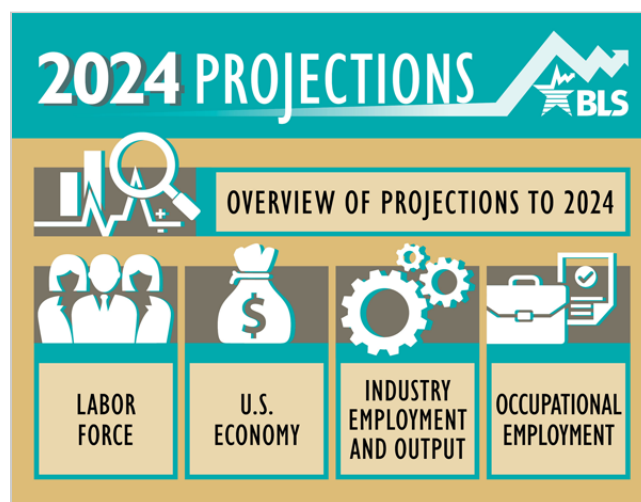 2024 PROJECTIONS
BLS
OVERVIEW OF PROJECTIONS TO 2024
$
LABOR
FORCE
U.S.
ECONOMY
INDUSTRY
EMPLOYMENT
AND OUTPUT
OCCUPATIONAL
EMPLOYMENT